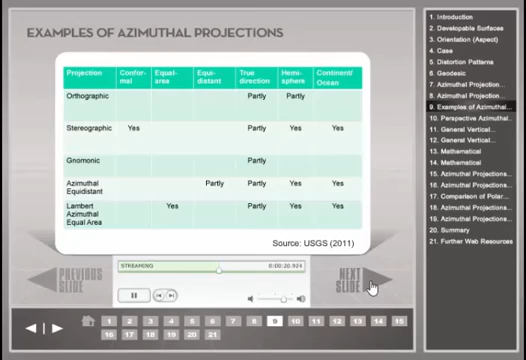 EXAMPLES OF AZIMUTHAL PROJECTIONS
Projection Confor-mal Equal-area Equi-distant True direction Hemi-sphere Continent/Ocean
Orthographic Partly Partly
Stereographic Yes Partly Yes Yes
Gnomonic Partly
Azimuthal Equidistant Partly Partly Yes Yes
Lambert Azimuthal Equal Area Yes Partly Yes Yes
Source: USGS (2011)
STREAMING 0:00:20.924
PREVIOUS SLIDE
NEXT SLIDE
1 2 3 4 5 6 7 8 9 10 11 12 13 14 15
16 17 18 19 20 21
1. Introduction
2. Developable Surfaces
3. Orientation (Aspect)
4. Case
5. Distortion Patterns
6. Geodesic
7. Azimuthal Projection...
8. Azimuthal Projection...
9. Examples of Azimuthal...
10. Perspective Azimuthal..
11. General Vertical...
12. General Vertical...
13. Mathematical
14. Mathematical
15. Azimuthal Projections...
16. Azimuthal Projections...
17. Comparison of Polar...
18. Azimuthal Projections...
19. Azimuthal Projections...
20. Summary
21. Further Web Resources